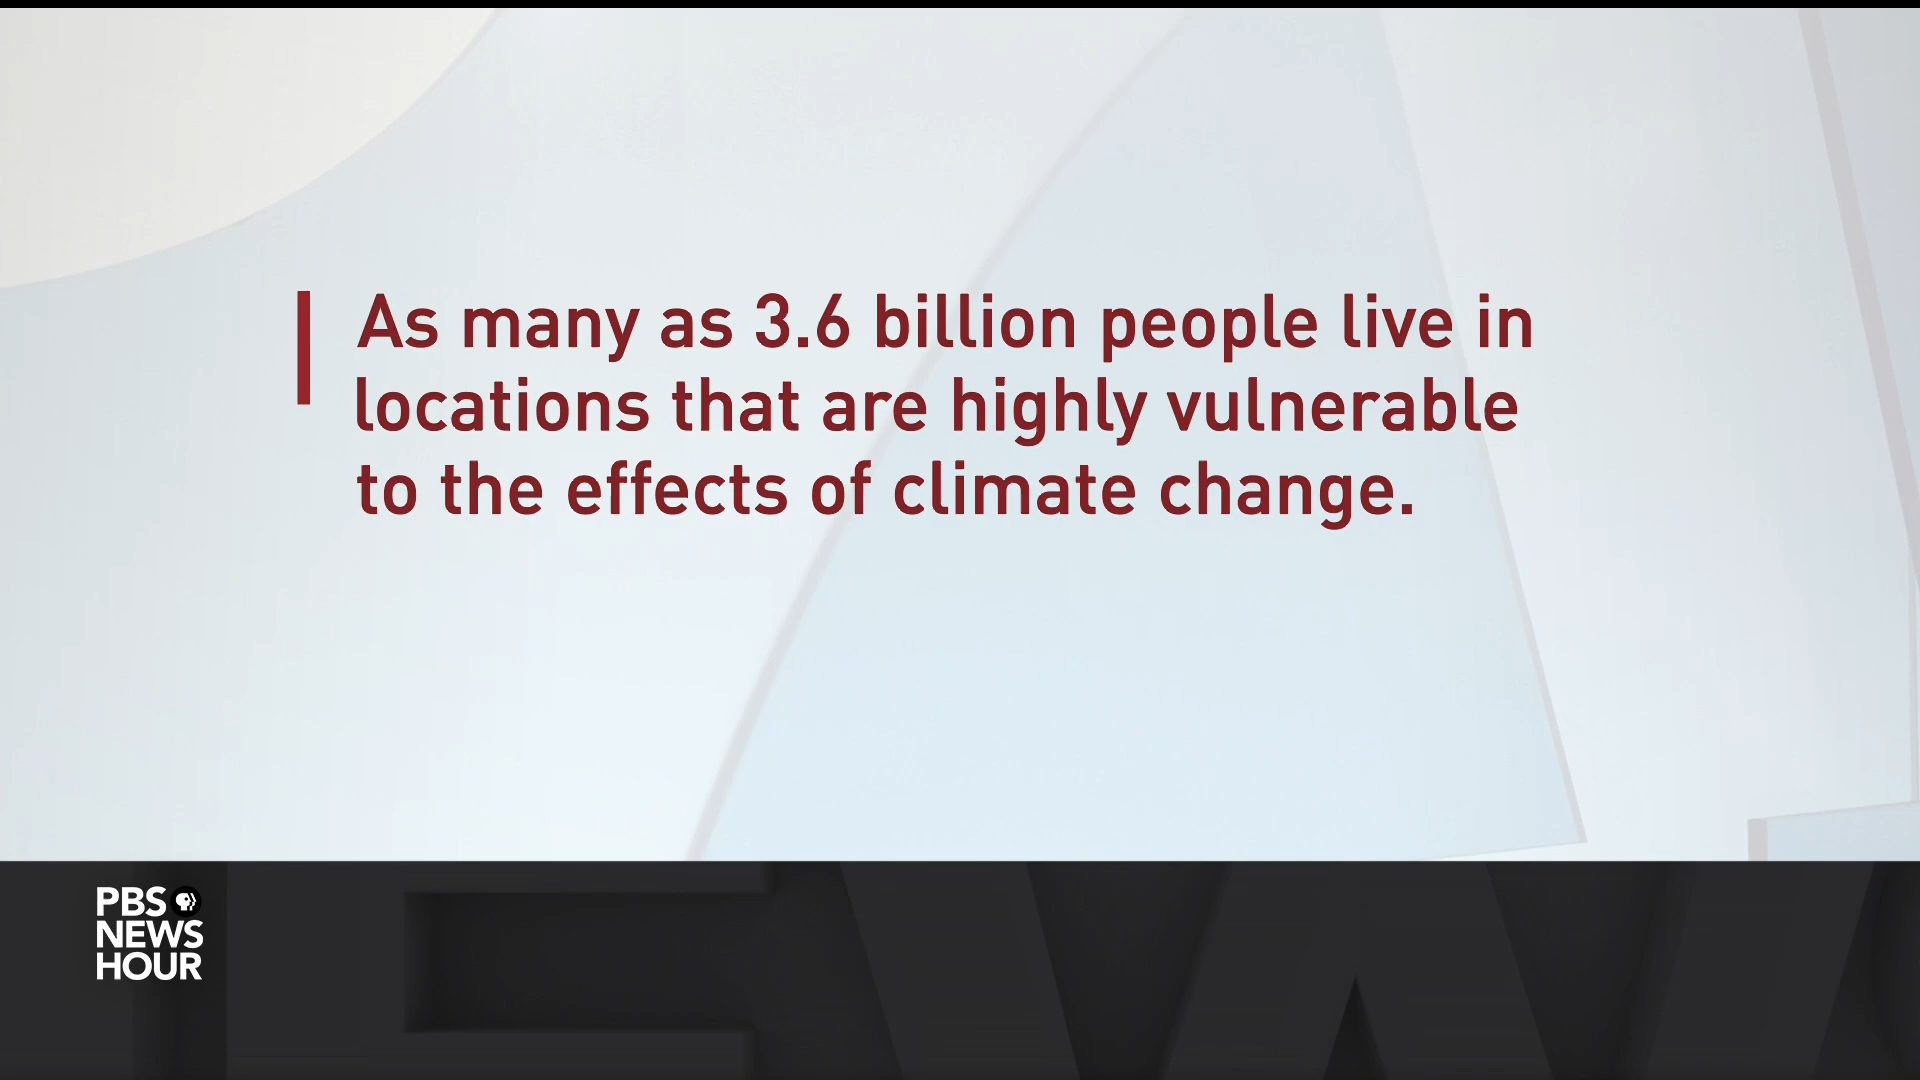 As many as 3.6 billion people live in
locations that are highly vulnerable
to the effects of climate change.
PBS
NEWS
HOUR